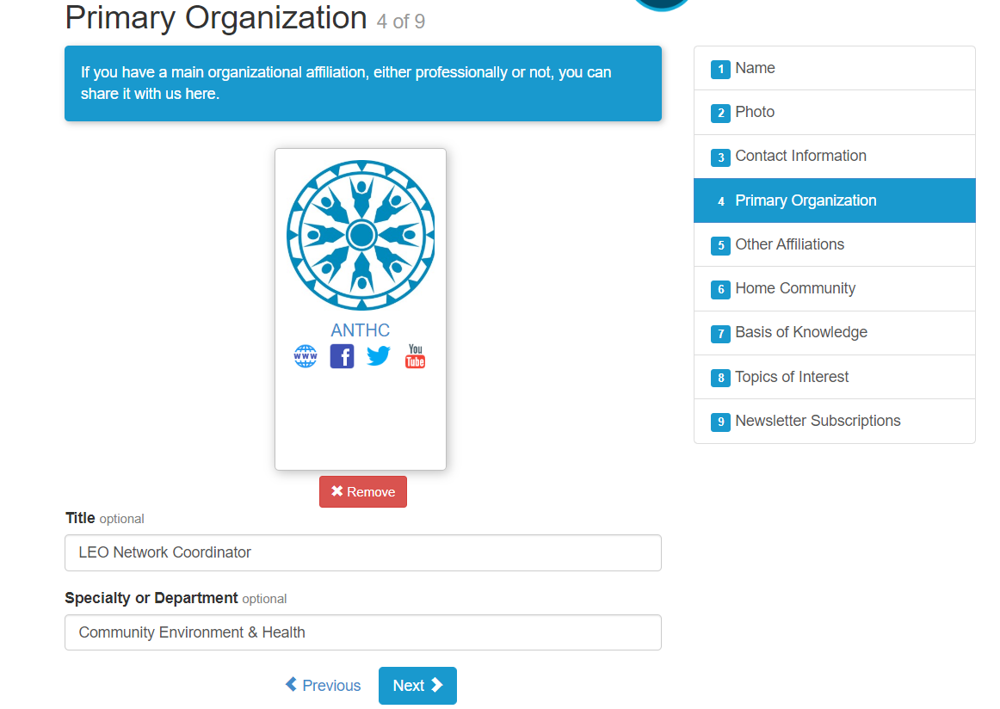 Primary Organization 4 of 9
If you have a main organizational affiliation, either professionally or not, you can
share it with us here.
ANTHC
www
f
You
Tube
Remove
Title optional
LEO Network Coordinator
Specialty or Department optional
Community Environment & Health
Previous
Next
1 Name
2 Photo
3 Contact Information
4 Primary Organization
5 Other Affiliations
6 Home Community
7 Basis of Knowledge
8 Topics of Interest
9 Newsletter Subscriptions